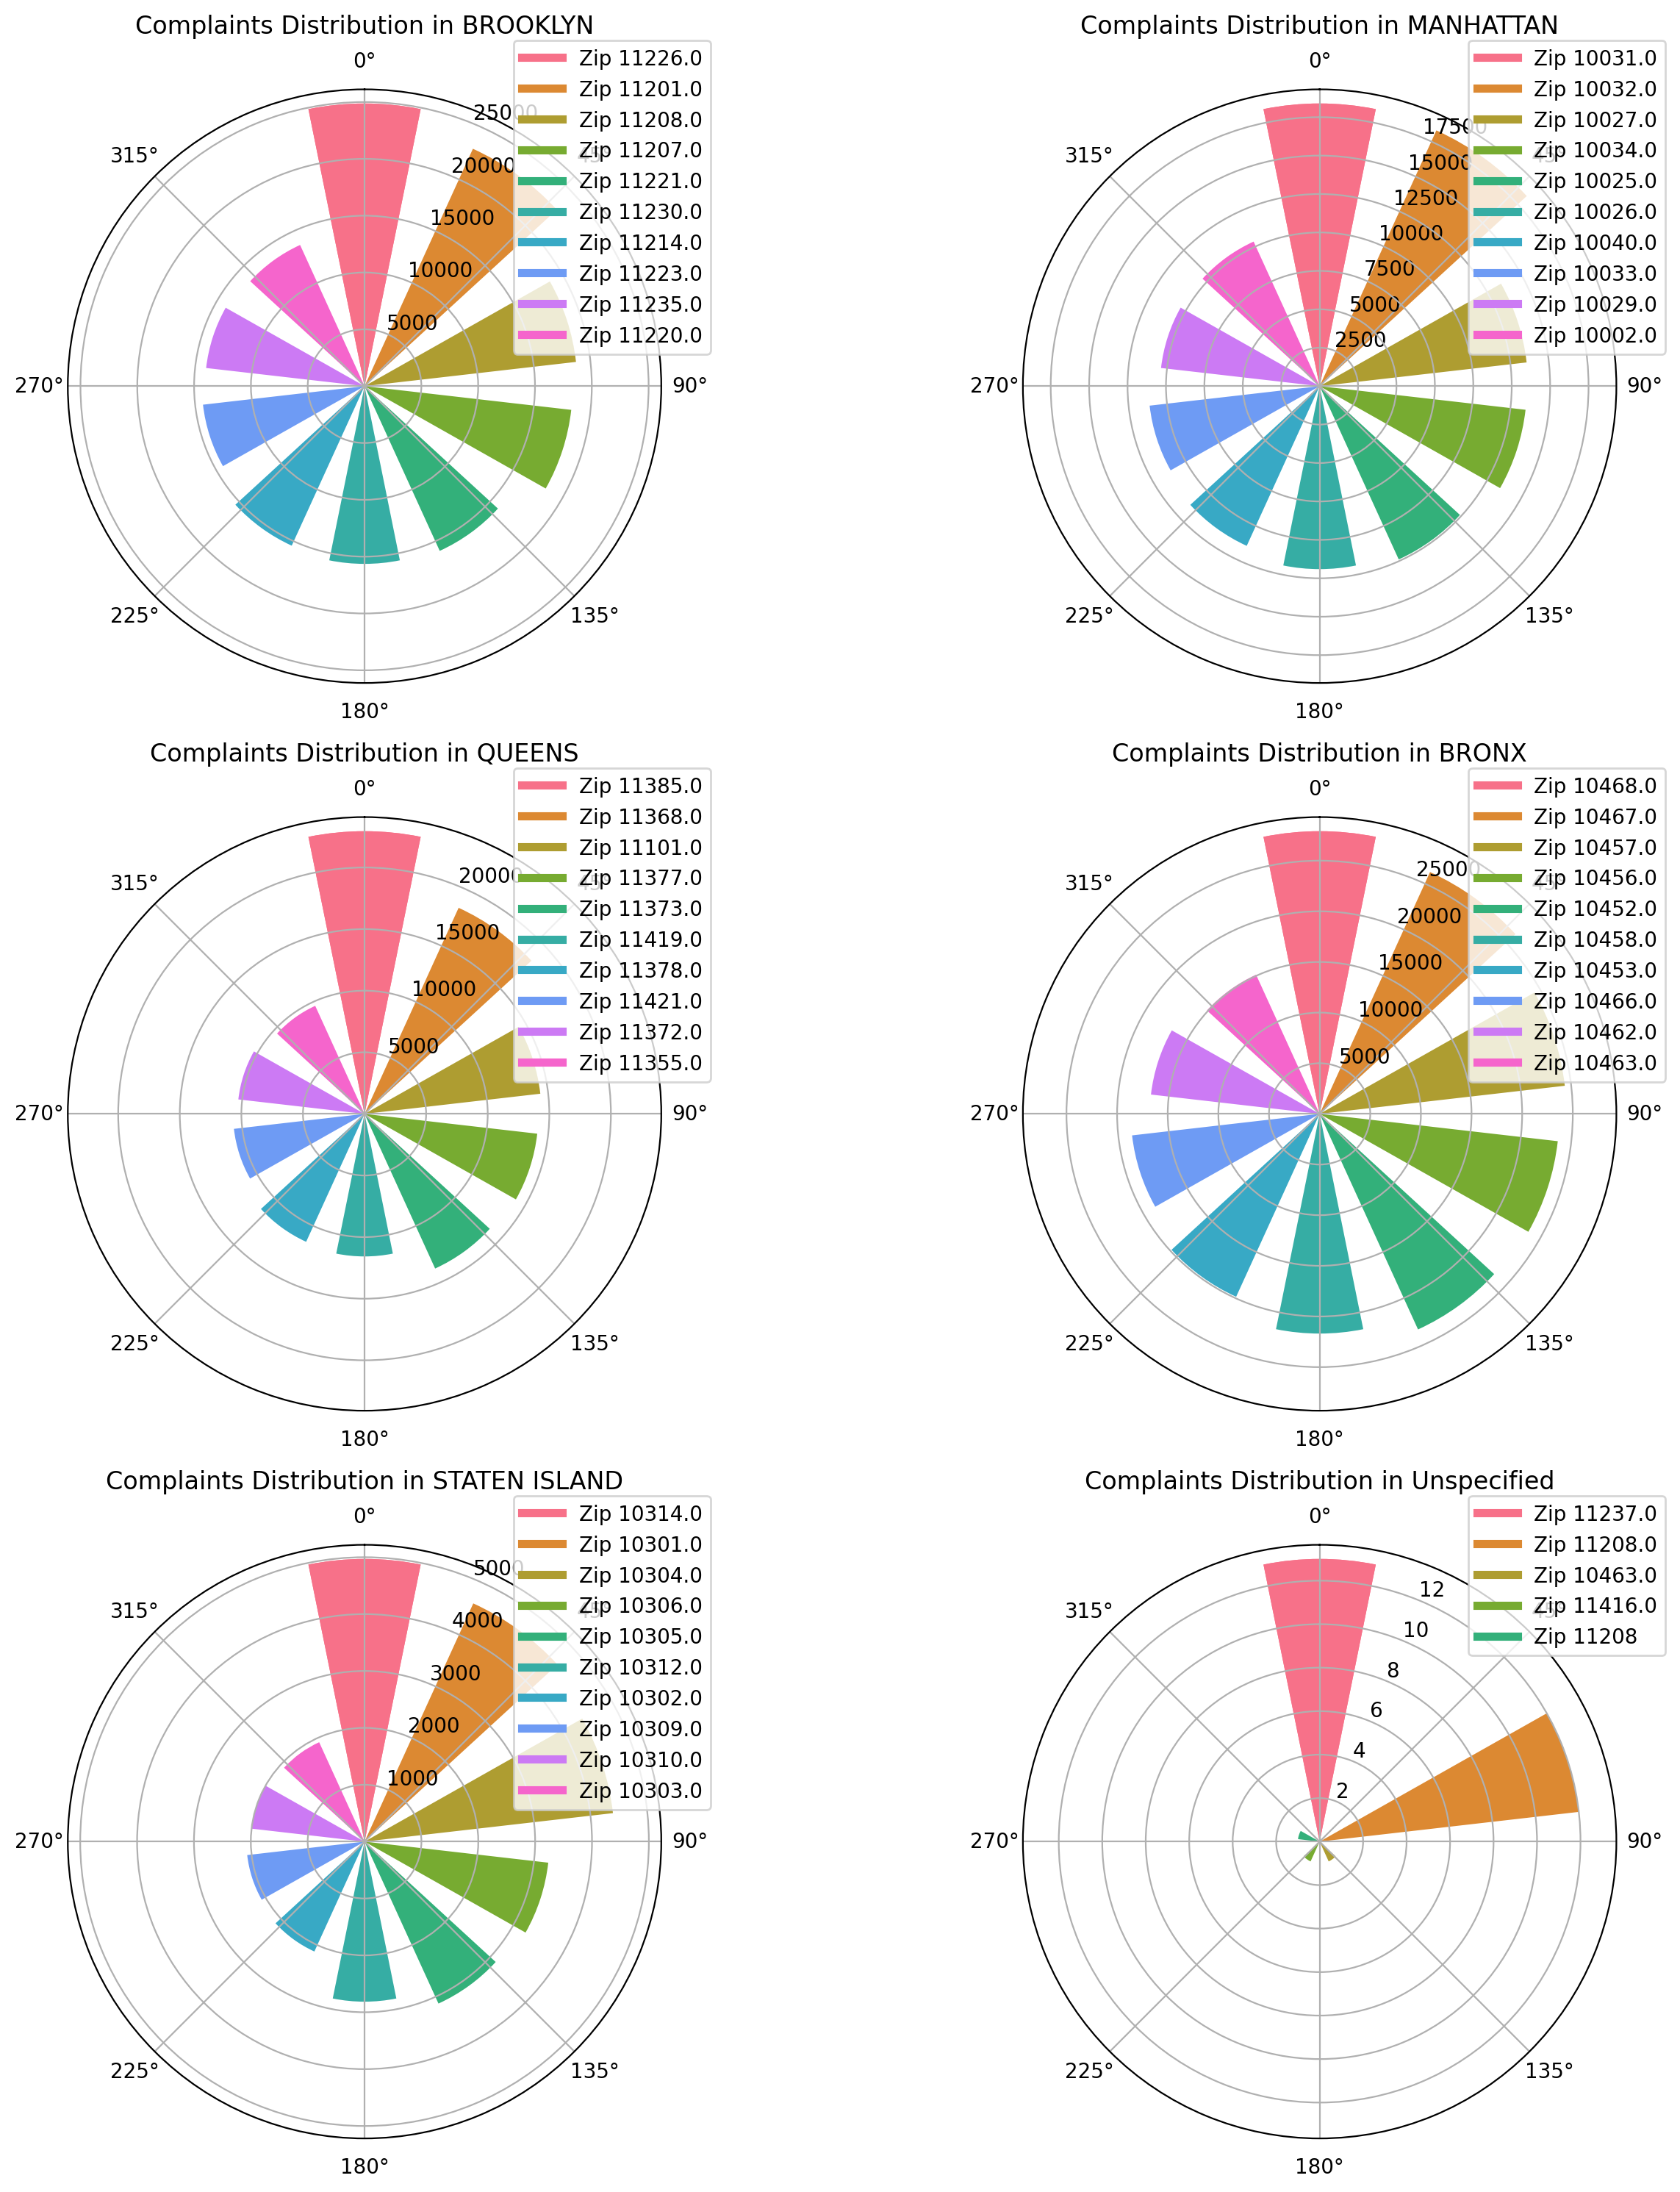 Complaints Distribution in BROOKLYN
0°
45°
90°
135°
180°
225°
270°
315°
5000
10000
15000
20000
25000
Zip 11226.0
Zip 11201.0
Zip 11208.0
Zip 11207.0
Zip 11221.0
Zip 11230.0
Zip 11214.0
Zip 11223.0
Zip 11235.0
Zip 11220.0
Complaints Distribution in MANHATTAN
0°
45°
90°
135°
180°
225°
270°
315°
2500
5000
7500
10000
12500
15000
17500
Zip 10031.0
Zip 10032.0
Zip 10027.0
Zip 10034.0
Zip 10025.0
Zip 10026.0
Zip 10040.0
Zip 10033.0
Zip 10029.0
Zip 10002.0
Complaints Distribution in QUEENS
0°
45°
90°
135°
180°
225°
270°
315°
5000
10000
15000
20000
Zip 11385.0
Zip 11368.0
Zip 11101.0
Zip 11377.0
Zip 11373.0
Zip 11419.0
Zip 11378.0
Zip 11421.0
Zip 11372.0
Zip 11355.0
Complaints Distribution in BRONX
0°
45°
90°
135°
180°
225°
270°
315°
5000
10000
15000
20000
25000
Zip 10468.0
Zip 10467.0
Zip 10457.0
Zip 10456.0
Zip 10452.0
Zip 10458.0
Zip 10453.0
Zip 10466.0
Zip 10462.0
Zip 10463.0
Complaints Distribution in STATEN ISLAND
0°
45°
90°
135°
180°
225°
270°
315°
1000
2000
3000
4000
5000
Zip 10314.0
Zip 10301.0
Zip 10304.0
Zip 10306.0
Zip 10305.0
Zip 10312.0
Zip 10302.0
Zip 10309.0
Zip 10310.0
Zip 10303.0
Complaints Distribution in Unspecified
0°
45°
90°
135°
180°
225°
270°
315°
2
4
6
8
10
12
Zip 11237.0
Zip 11208.0
Zip 10463.0
Zip 11416.0
Zip 11208